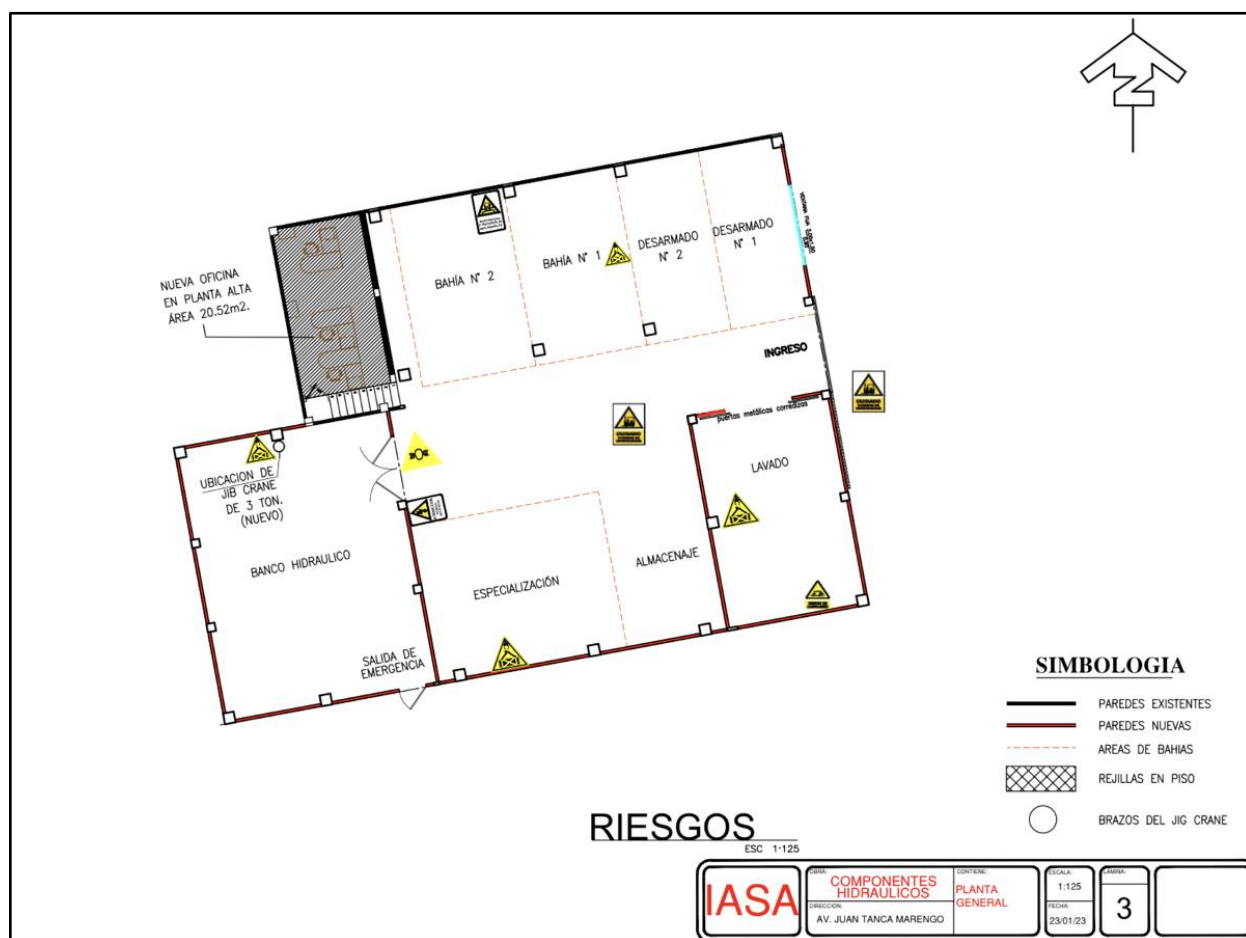 NUEVA OFICINA
EN PLANTA ALTA
ÁREA 20.52m2.
BAHÍA N° 2
BAHÍA N° 1
DESARMADO
N° 2
DESARMADO
N° 1
INGRESO
puertas metálicas corredizas
LAVADO
UBICACION DE
JIB CRANE
DE 3 TON.
(NUEVO)
BANCO HIDRAULICO
ESPECIALIZACIÓN
ALMACENAJE
SALIDA DE
EMERGENCIA
SIMBOLOGIA
PAREDES EXISTENTES
PAREDES NUEVAS
AREAS DE BAHIAS
REJILLAS EN PISO
BRAZOS DEL JIG CRANE
RIESGOS
ESC 1:125
IASA
OBRA:
COMPONENTES
HIDRAULICOS
DIRECCION:
AV. JUAN TANCA MARENGO
CONTIENE:
PLANTA
GENERAL
ESCALA:
1:125
FECHA:
23/01/23
LAMINA:
3